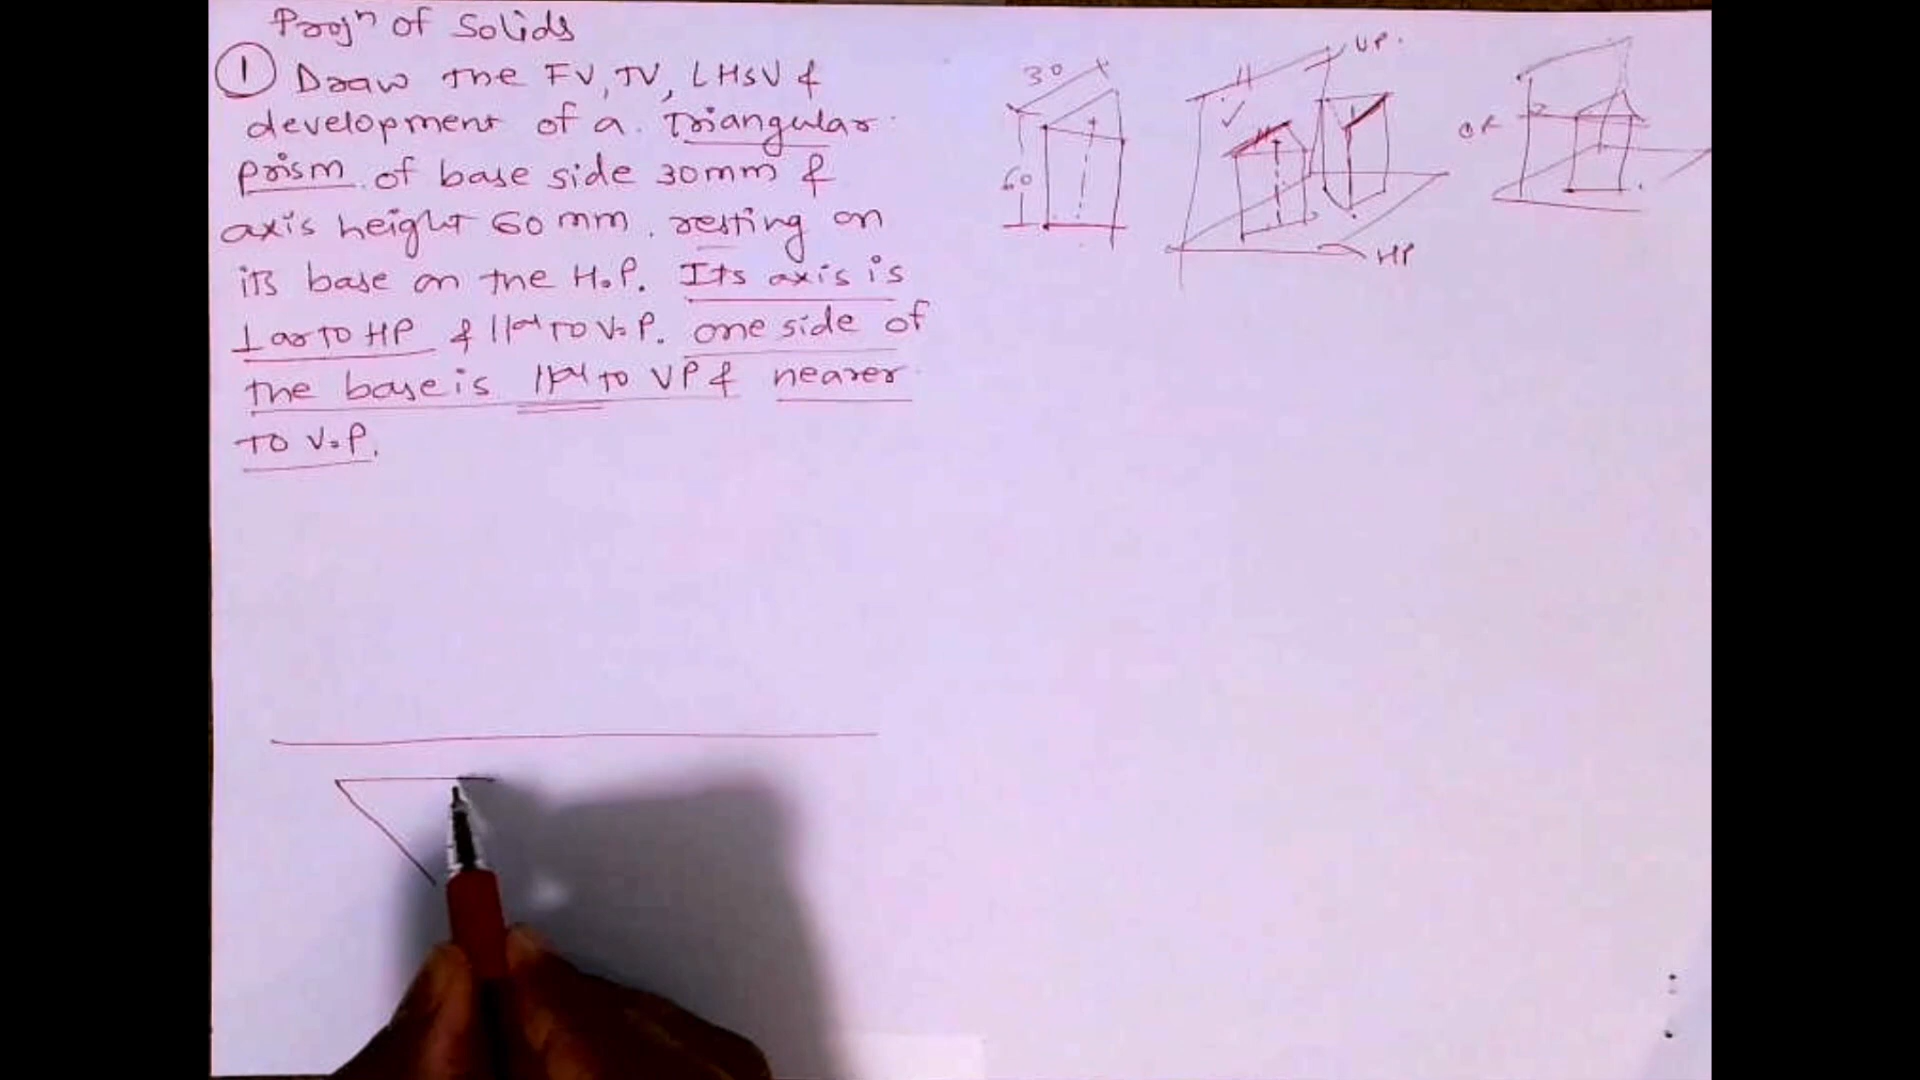 Projⁿ of Solids
① Draw the FV, TV, LHSV &
development of a Triangular
prism of base side 30mm &
axis height 60 mm. resting on
its base on the H.P. Its axis is
⊥ar to HP & ||el to V.P. one side of
the base is ||el to VP & nearer
to V.P.
30
60
VP.
HP
or